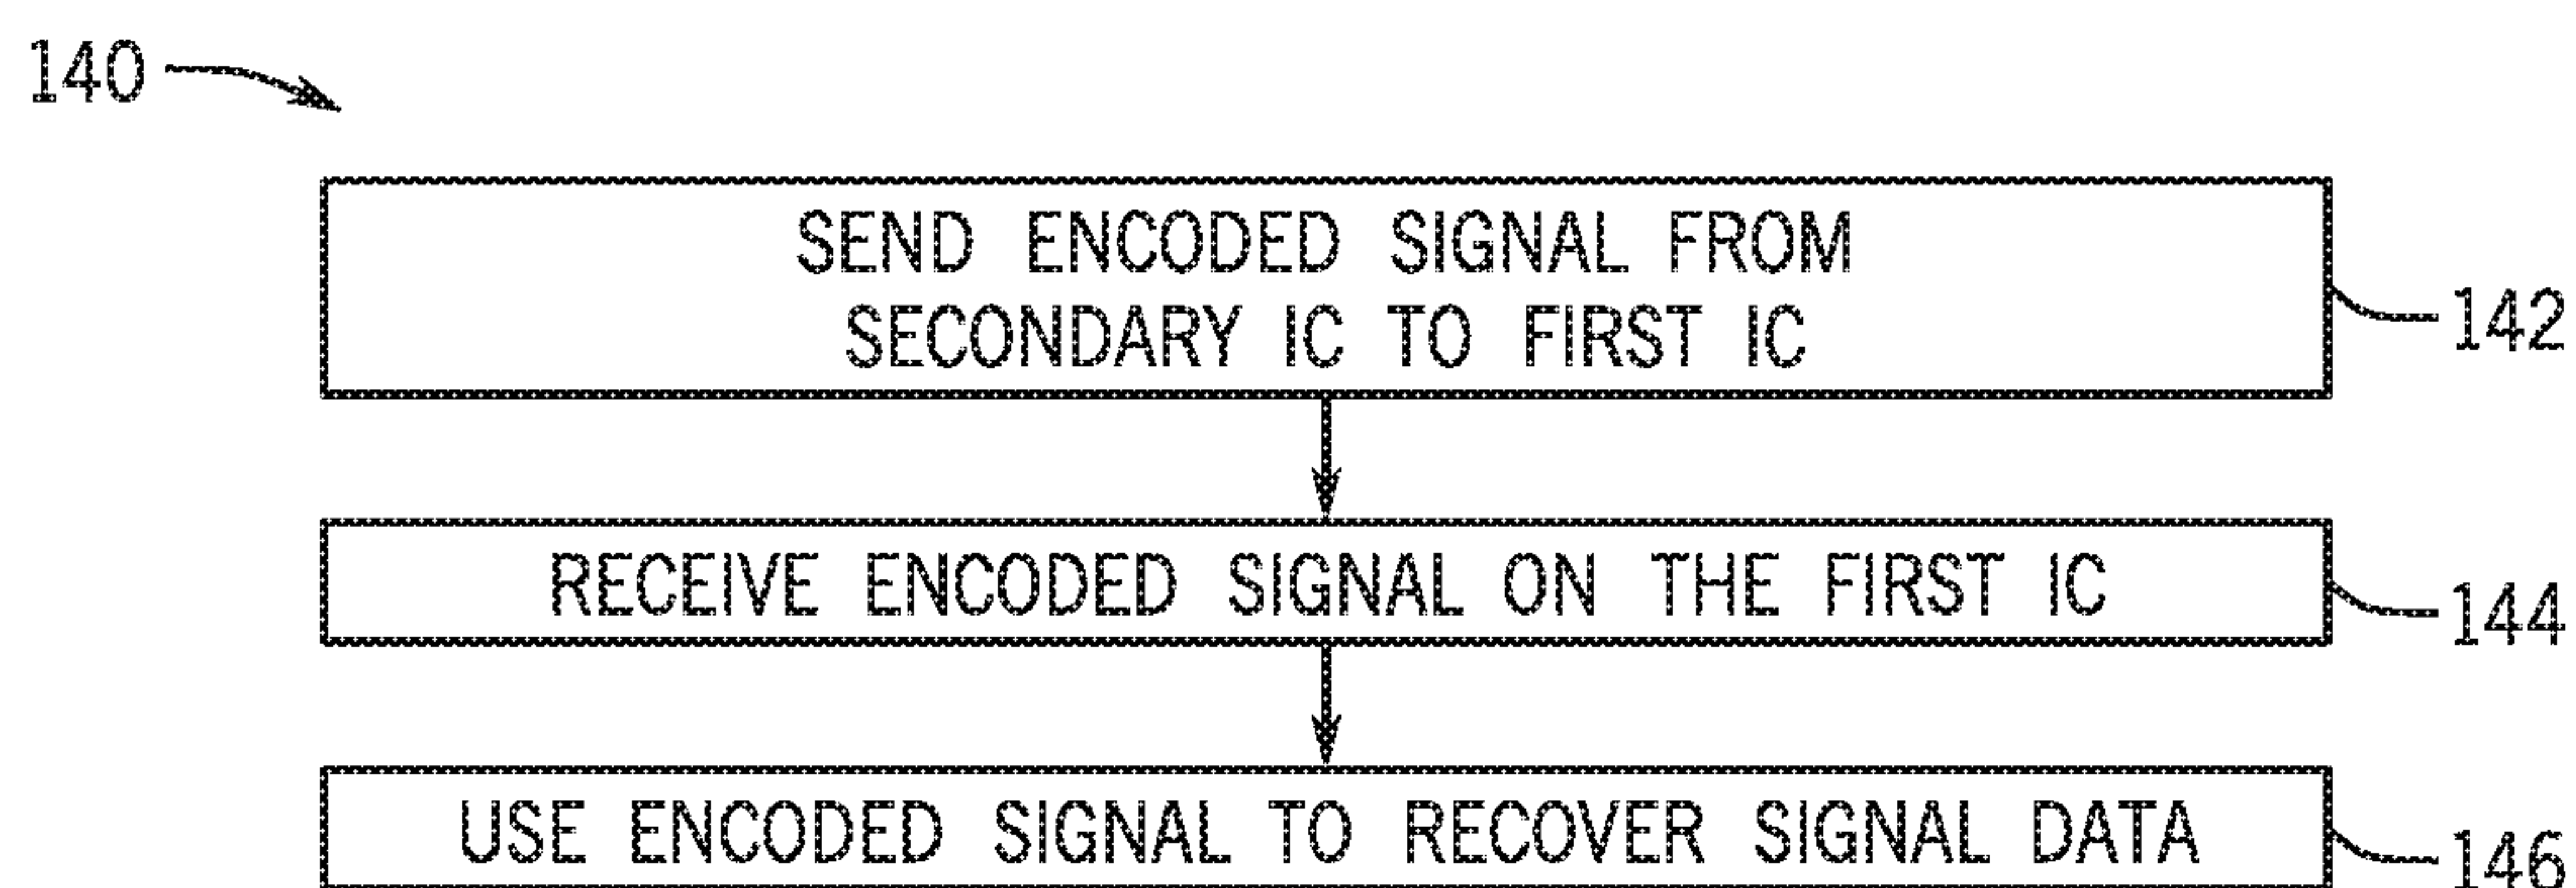 140
SEND ENCODED SIGNAL FROM
SECONDARY IC TO FIRST IC
142
RECEIVE ENCODED SIGNAL ON THE FIRST IC
144
USE ENCODED SIGNAL TO RECOVER SIGNAL DATA
146